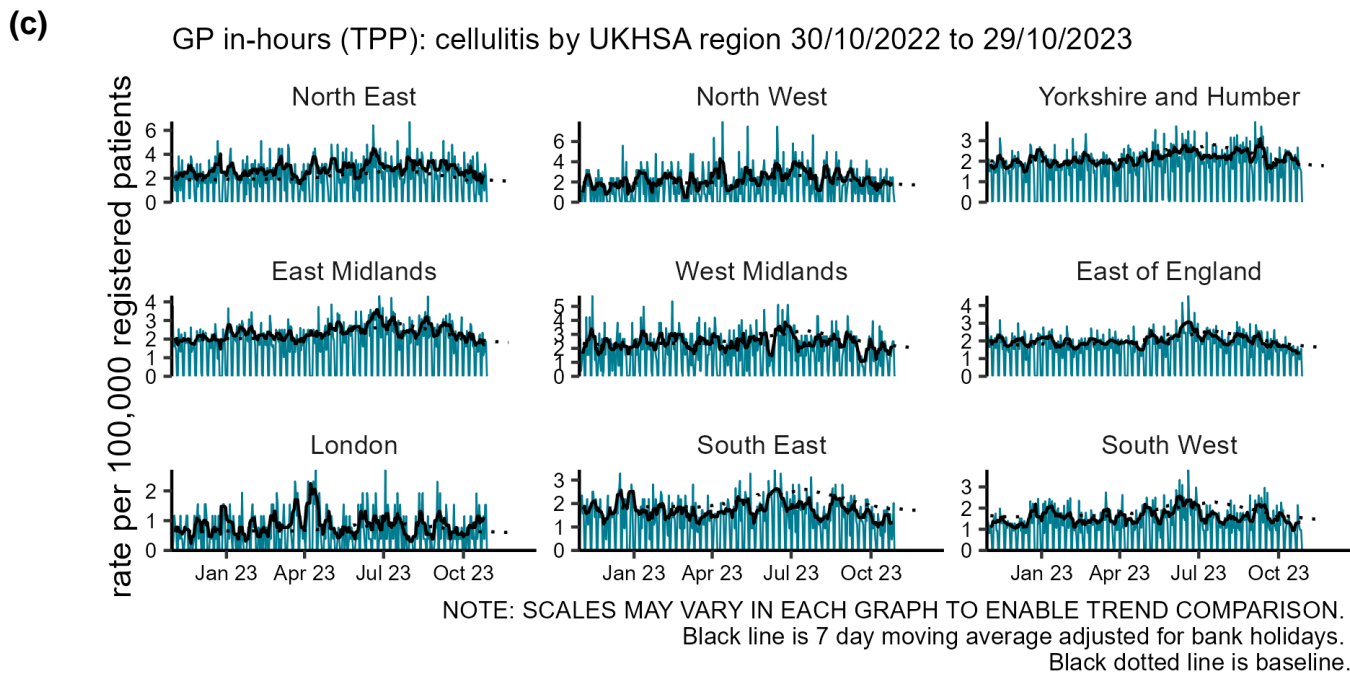 (c)
GP in-hours (TPP): cellulitis by UKHSA region 30/10/2022 to 29/10/2023
rate per 100,000 registered patients
North East
6
4
2
0
North West
6
4
2
0
Yorkshire and Humber
3
2
1
0
East Midlands
4
3
2
1
0
West Midlands
5
4
3
2
1
0
East of England
4
3
2
1
0
London
2
1
0
Jan 23 Apr 23 Jul 23 Oct 23
South East
3
2
1
0
Jan 23 Apr 23 Jul 23 Oct 23
South West
3
2
1
0
Jan 23 Apr 23 Jul 23 Oct 23
NOTE: SCALES MAY VARY IN EACH GRAPH TO ENABLE TREND COMPARISON.
Black line is 7 day moving average adjusted for bank holidays.
Black dotted line is baseline.